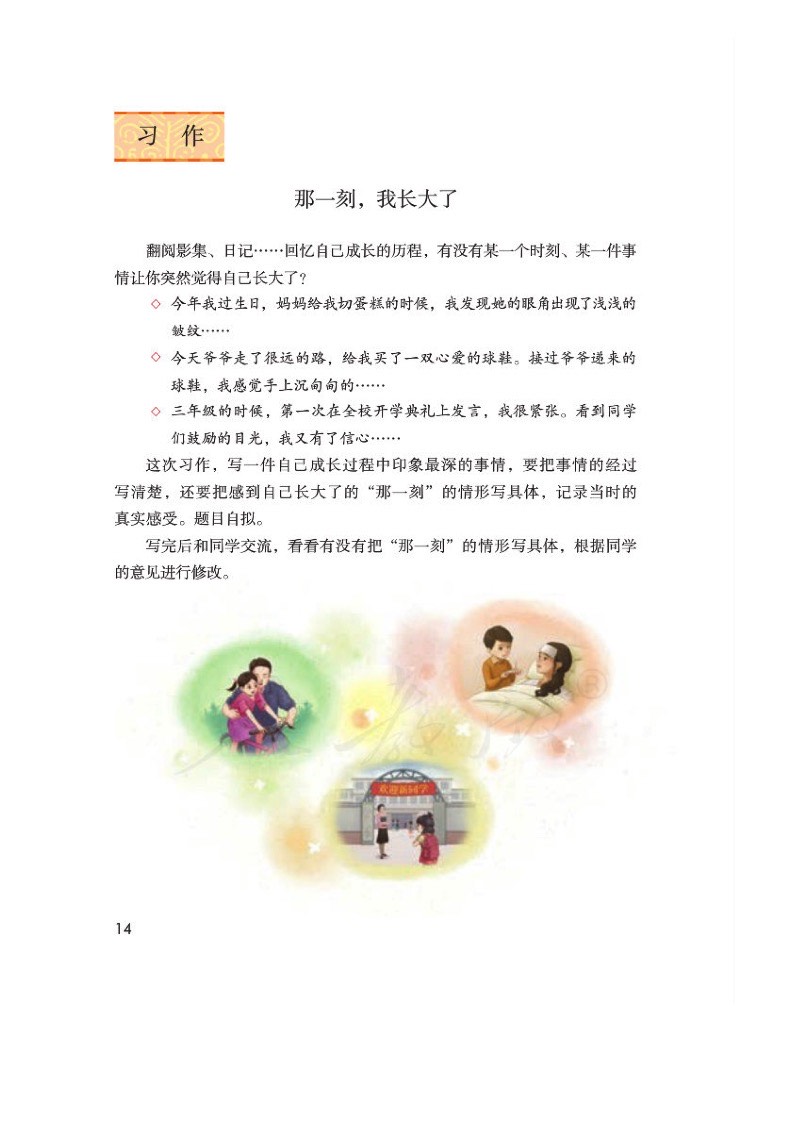 习 作
那一刻，我长大了
翻阅影集、日记……回忆自己成长的历程，有没有某一个时刻、某一件事
情让你突然觉得自己长大了？
◇ 今年我过生日，妈妈给我切蛋糕的时候，我发现她的眼角出现了浅浅的
皱纹……
◇ 今天爷爷走了很远的路，给我买了一双心爱的球鞋。接过爷爷递来的
球鞋，我感觉手上沉甸甸的……
◇ 三年级的时候，第一次在全校开学典礼上发言，我很紧张。看到同学
们鼓励的目光，我又有了信心……
这次习作，写一件自己成长过程中印象最深的事情，要把事情的经过
写清楚，还要把感到自己长大了的“那一刻”的情形写具体，记录当时的
真实感受。题目自拟。
写完后和同学交流，看看有没有把“那一刻”的情形写具体，根据同学
的意见进行修改。
欢迎新同学
14